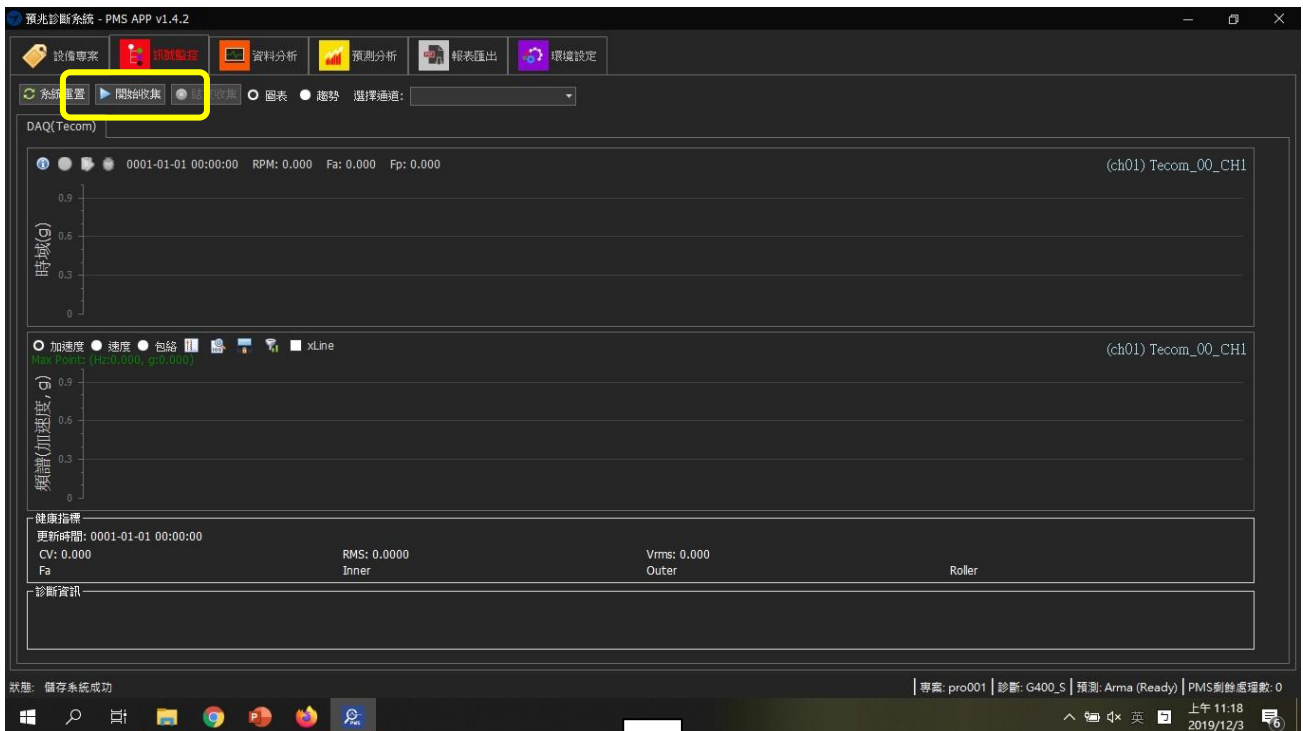 預兆診斷系統 - PMS APP v1.4.2
設備專案 訊號監控 資料分析 預測分析 報表匯出 環境設定
系統重置 開始收集 結束收集 圖表 趨勢 選擇通道:
DAQ(Tecom)
0001-01-01 00:00:00 RPM: 0.000 Fa: 0.000 Fp: 0.000 (ch01) Tecom_00_CH1
時域(g)
0.9
0.6
0.3
0
加速度 速度 包絡 xLine (ch01) Tecom_00_CH1
Max Point: (Hz:0.000, g:0.000)
頻譜(加速度, g)
0.9
0.6
0.3
0
健康指標
更新時間: 0001-01-01 00:00:00
CV: 0.000 RMS: 0.0000 Vrms: 0.000
Fa Inner Outer Roller
診斷資訊
狀態: 儲存系統成功 專案: pro001 診斷: G400_S 預測: Arma (Ready) PMS剩餘處理數: 0
英 上午 11:18
2019/12/3 6